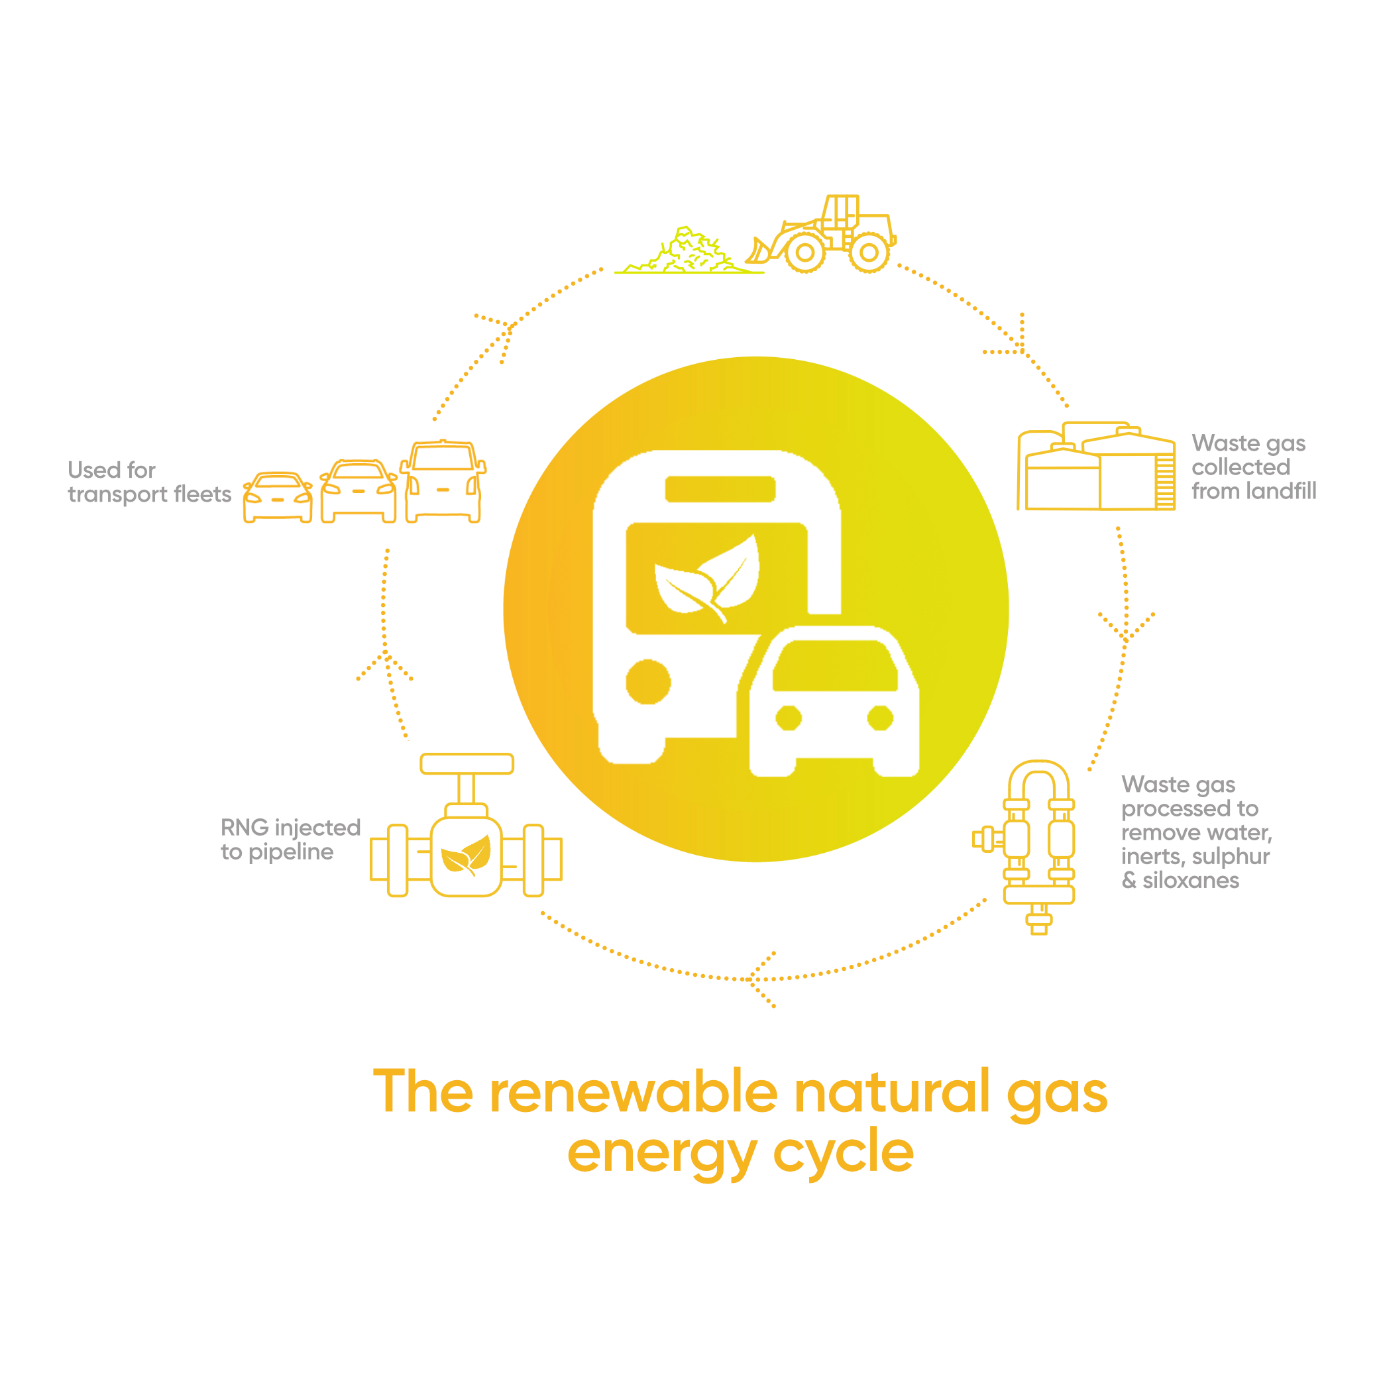 Waste gas
collected
from landfill
Used for
transport fleets
Waste gas
processed to
remove water,
inerts, sulphur
& siloxanes
RNG injected
to pipeline
The renewable natural gas
energy cycle